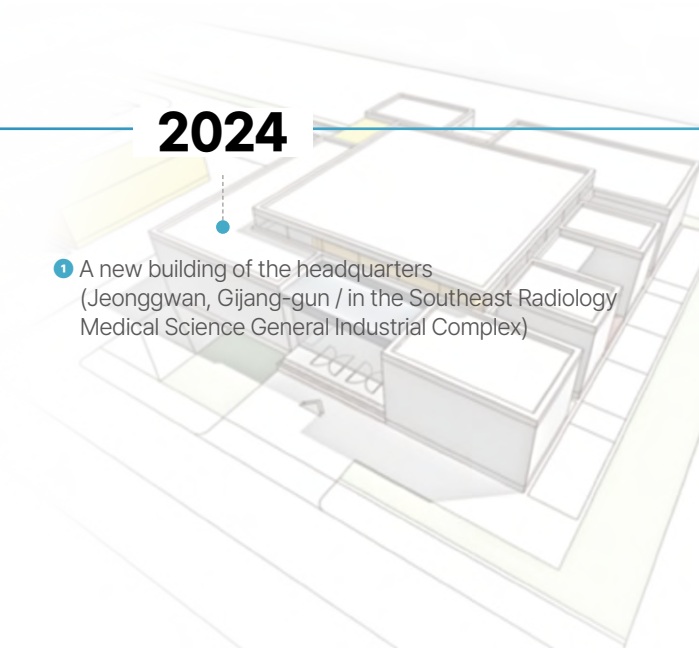 2024
1 A new building of the headquarters
(Jeonggwan, Gijang-gun / in the Southeast Radiology
Medical Science General Industrial Complex)